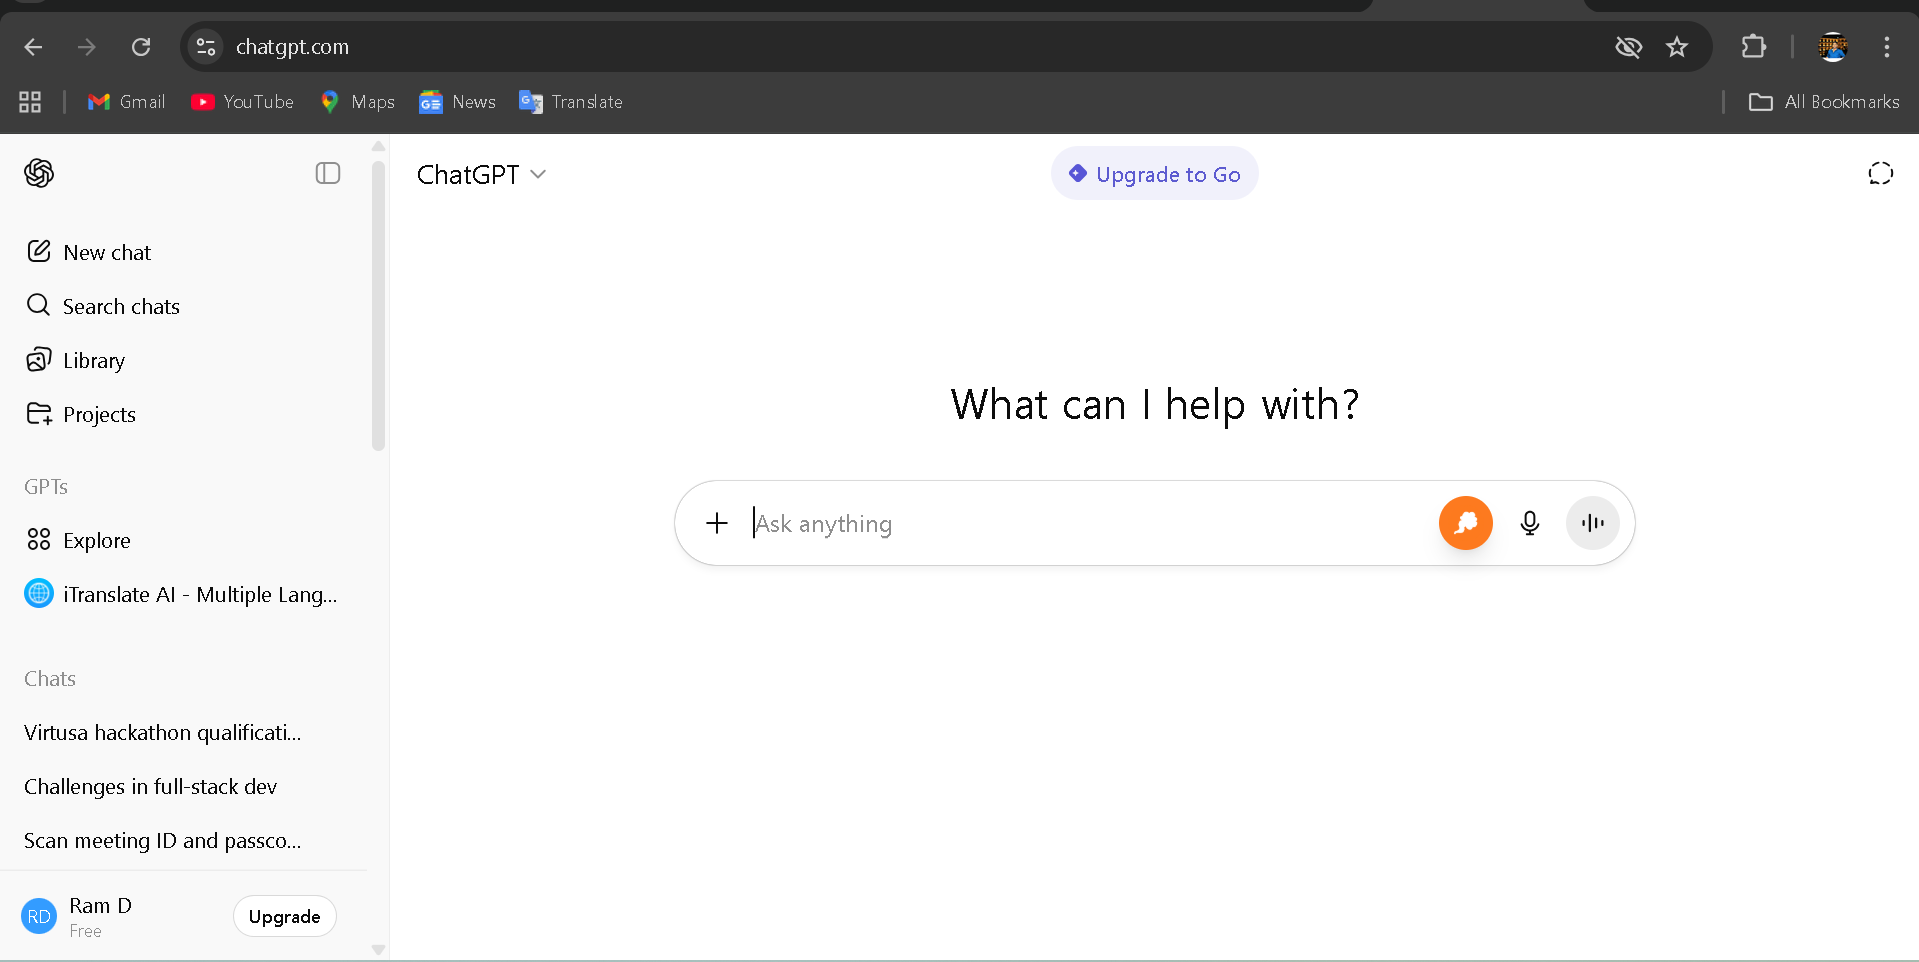 chatgpt.com
Gmail
YouTube
Maps
News
Translate
All Bookmarks
New chat
Search chats
Library
Projects
GPTs
Explore
iTranslate AI - Multiple Lang...
Chats
Virtusa hackathon qualificati...
Challenges in full-stack dev
Scan meeting ID and passco...
RD
Ram D
Free
Upgrade
ChatGPT
Upgrade to Go
What can I help with?
Ask anything